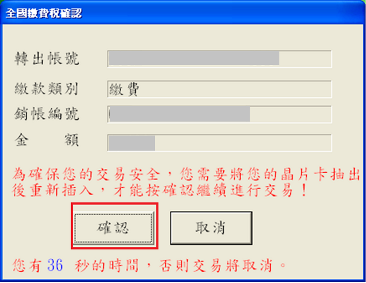 全國繳費稅確認
轉出帳號
繳款類別 繳費
銷帳編號
金 額
為確保您的交易安全，您需要將您的晶片卡抽出
後重新插入，才能按確認繼續進行交易！
確認 取消
您有 36 秒的時間，否則交易將取消。